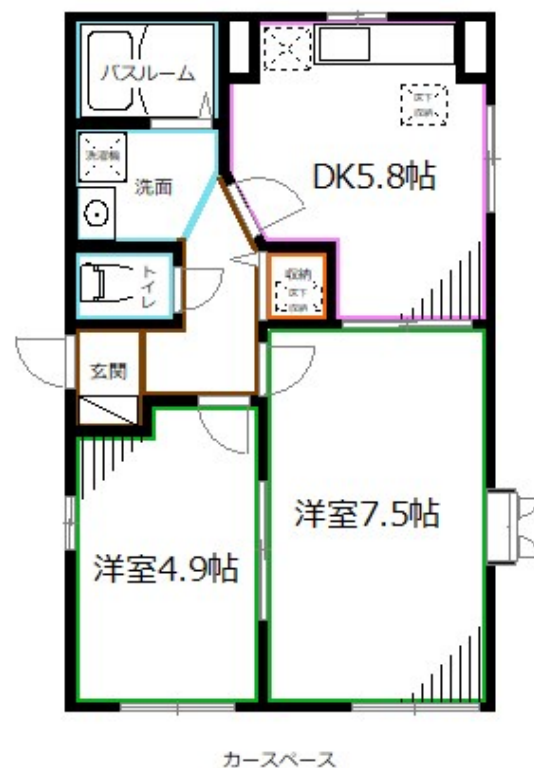 バスルーム
床下
収納
洗濯機
DK5.8帖
洗面
トイレ
収納
床下
収納
玄関
洋室7.5帖
洋室4.9帖
カースペース